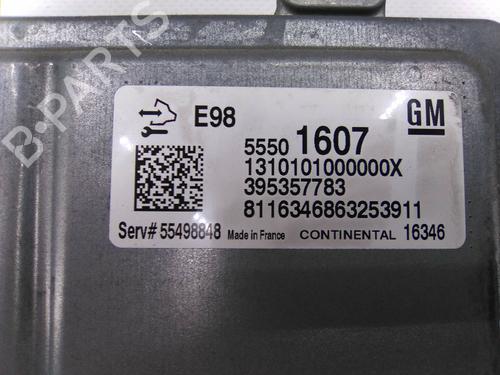 B-PARTS
E98
GM
5550 1607
1310101000000X
395357783
8116346863253911
Serv# 55498848 Made in France CONTINENTAL 16346